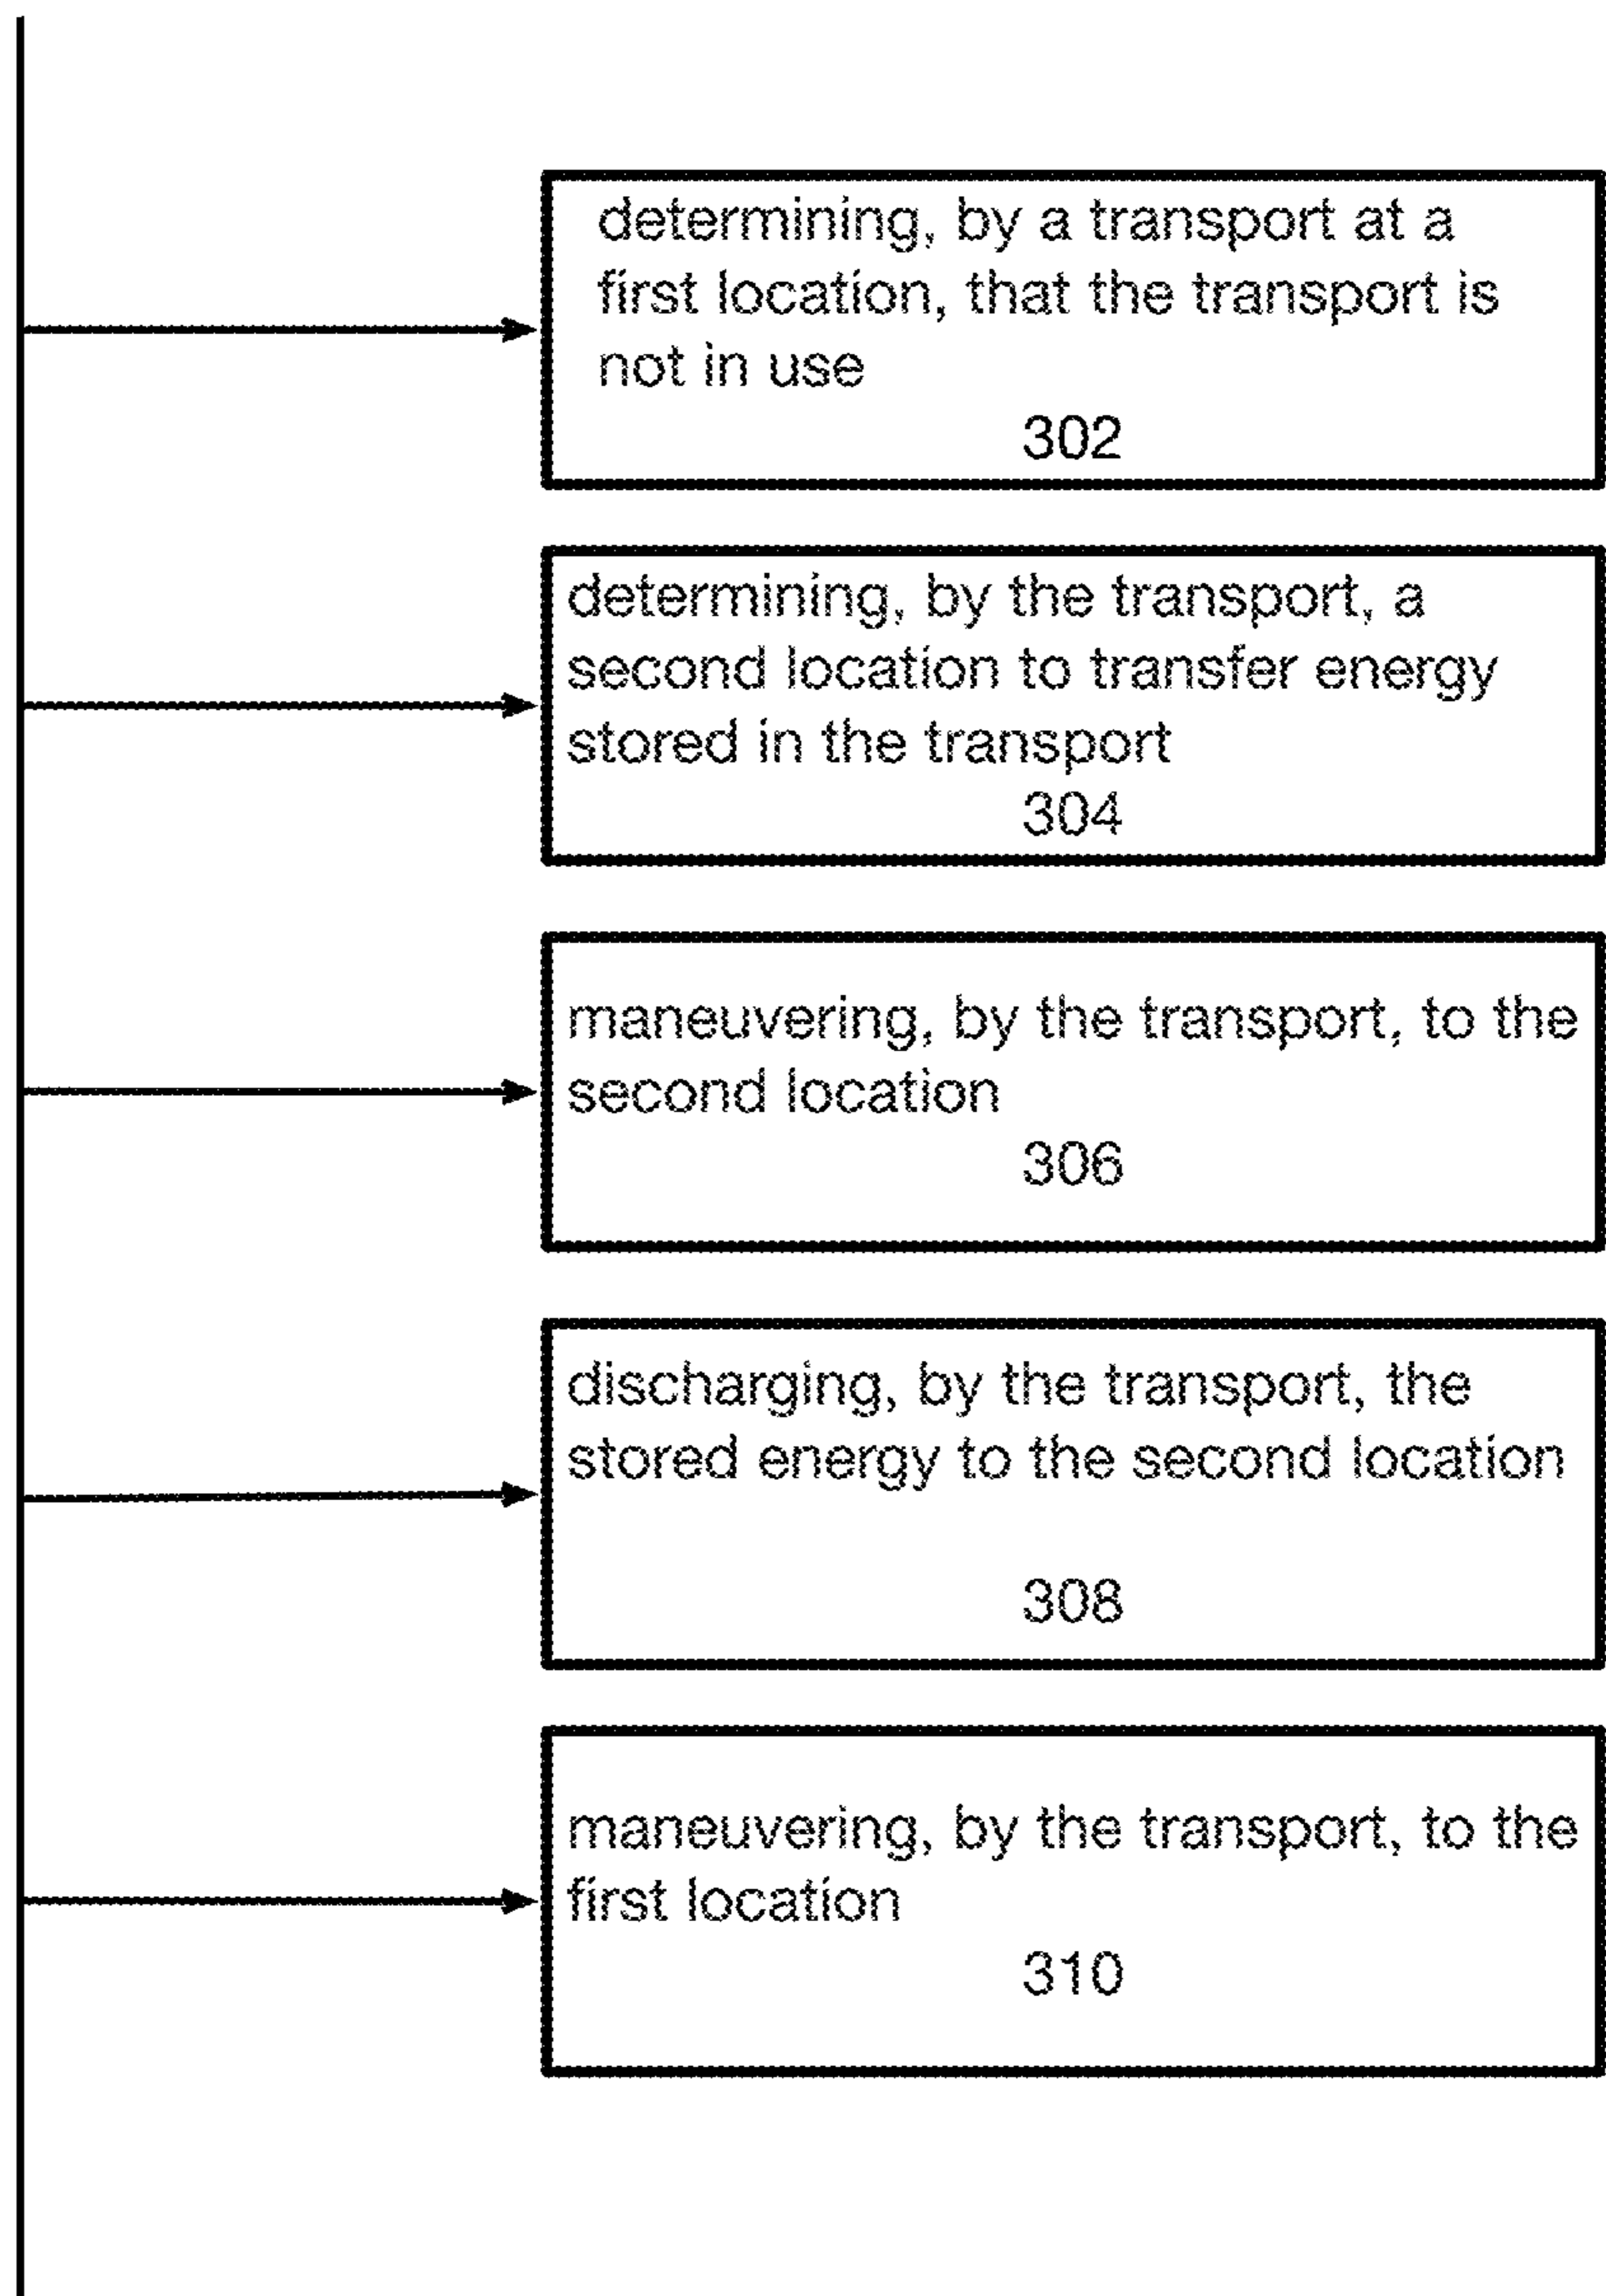 determining, by a transport at a
first location, that the transport is
not in use
302
determining, by the transport, a
second location to transfer energy
stored in the transport
304
maneuvering, by the transport, to the
second location
306
discharging, by the transport, the
stored energy to the second location
308
maneuvering, by the transport, to the
first location
310